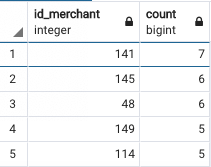 id_merchant count
integer bigint
1 141 7
2 145 6
3 48 6
4 149 5
5 114 5